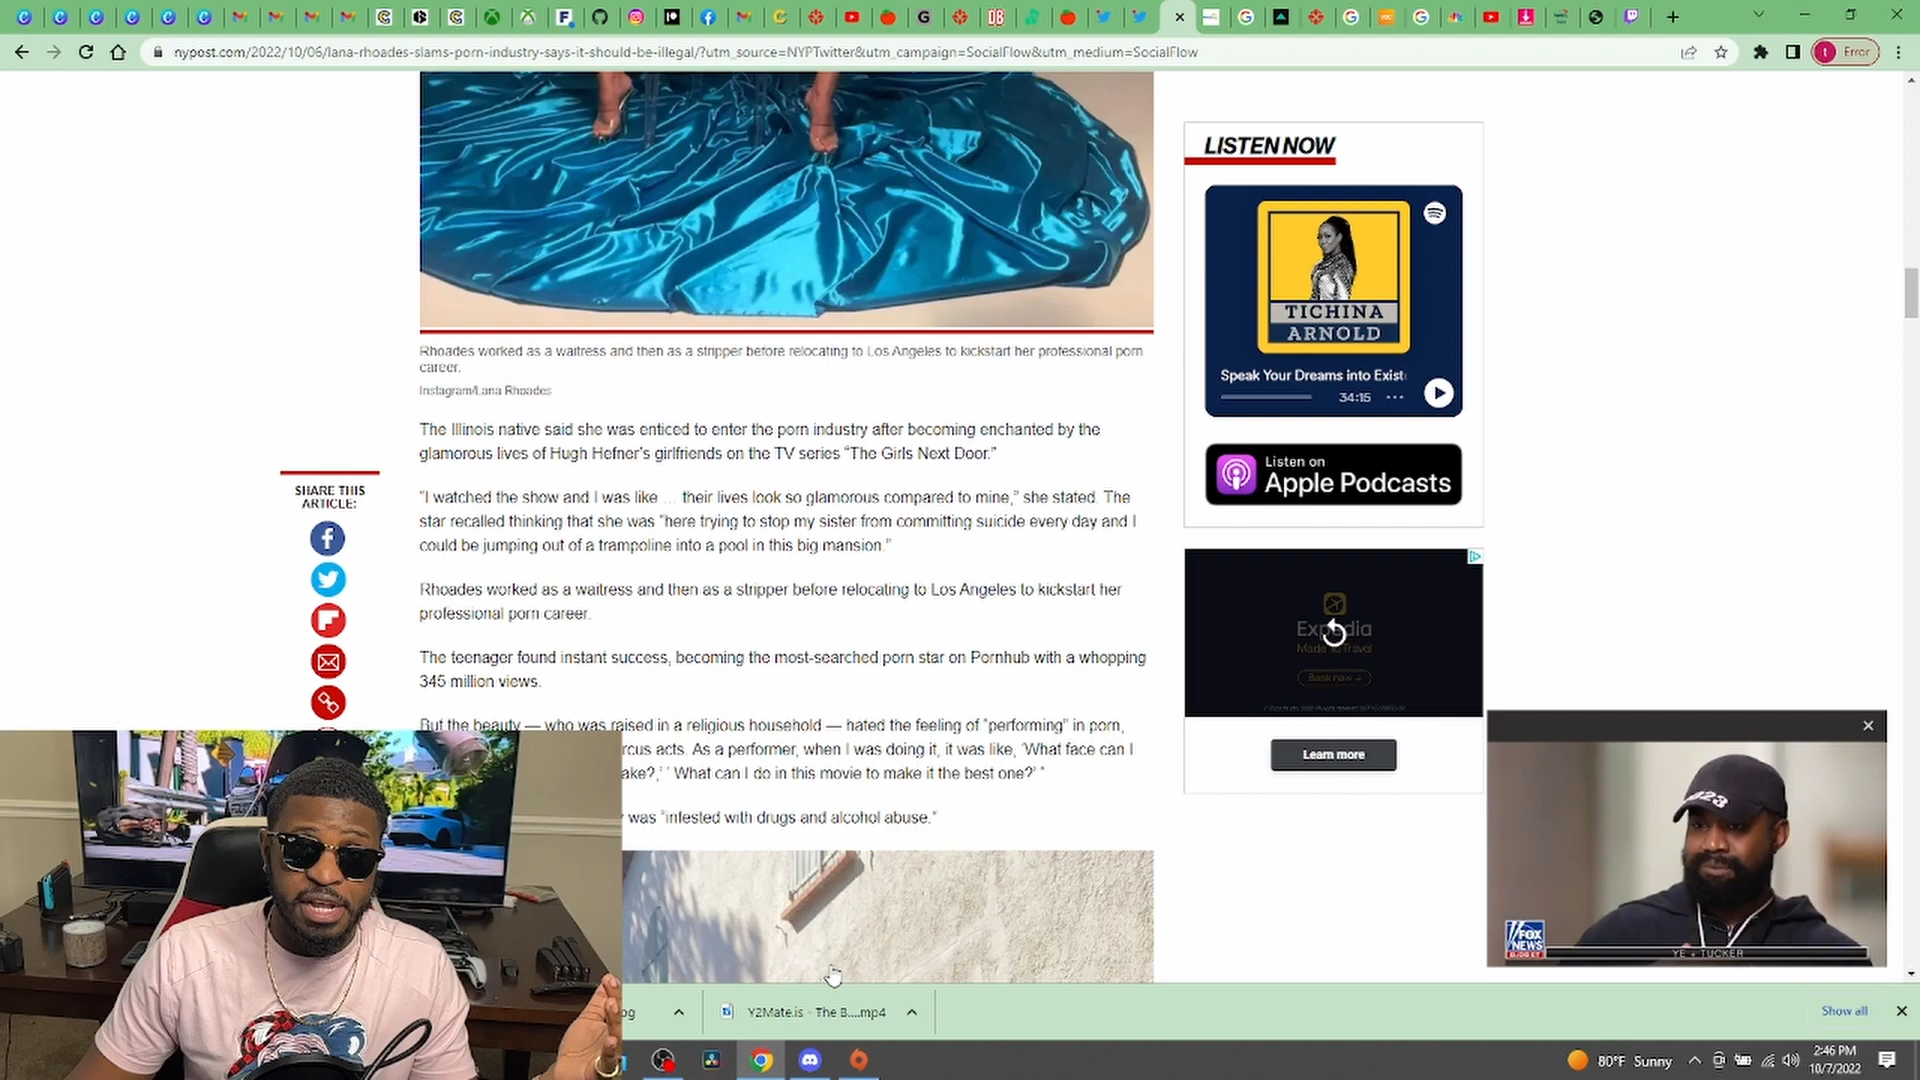 nypost.com/2022/10/06/lana-rhoades-slams-porn-industry-says-it-should-be-illegal/?utm_source=NYPTwitter&utm_campaign=SocialFlow&utm_medium=SocialFlow
Error
LISTEN NOW
TICHINA
ARNOLD
Speak Your Dreams into Exist
34:15
Listen on
Apple Podcasts
Rhoades worked as a waitress and then as a stripper before relocating to Los Angeles to kickstart her professional porn
career.
Instagram/Lana Rhoades
The Illinois native said she was enticed to enter the porn industry after becoming enchanted by the
glamorous lives of Hugh Hefner's girlfriends on the TV series “The Girls Next Door.”
SHARE THIS
ARTICLE:
“I watched the show and I was like … their lives look so glamorous compared to mine,” she stated. The
star recalled thinking that she was “here trying to stop my sister from committing suicide every day and I
could be jumping out of a trampoline into a pool in this big mansion.”
Rhoades worked as a waitress and then as a stripper before relocating to Los Angeles to kickstart her
professional porn career.
The teenager found instant success, becoming the most-searched porn star on Pornhub with a whopping
345 million views.
But the beauty — who was raised in a religious household — hated the feeling of “performing” in porn,
rcus acts. As a performer, when I was doing it, it was like, ‘What face can I
ake?,’ ‘ What can I do in this movie to make it the best one?’ “
was “infested with drugs and alcohol abuse.”
Expedia
Made To Travel
Book now
Learn more
2023
FOX
NEWS
YE + TUCKER
Y2Mate.is - The B....mp4
Show all
80°F Sunny
2:46 PM
10/7/2022